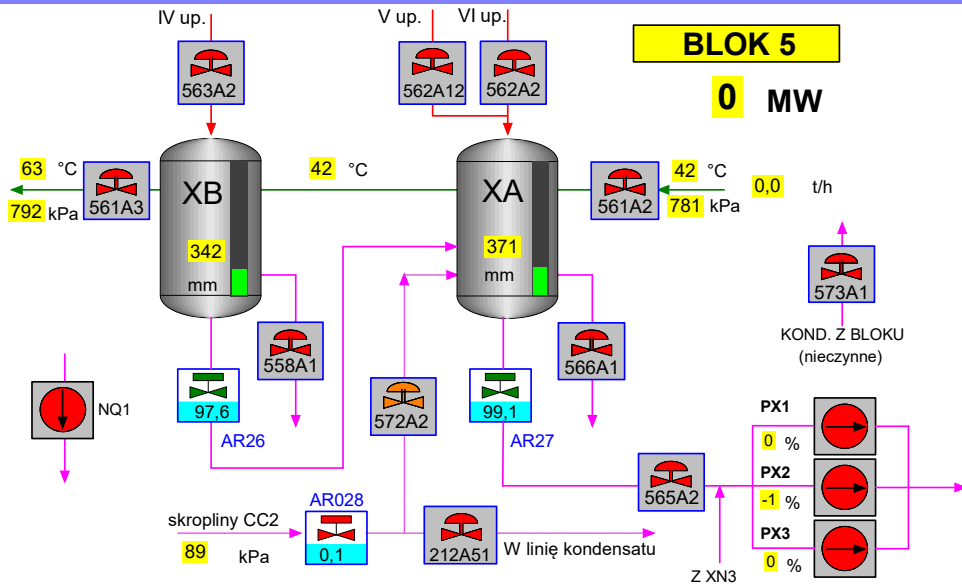 IV up.
V up.
VI up.
BLOK 5
0 MW
563A2
562A12
562A2
63 °C
561A3
792 kPa
XB
342
mm
42 °C
XA
371
mm
561A2
42 °C
781 kPa
0,0 t/h
573A1
KOND. Z BLOKU
(nieczynne)
558A1
566A1
NQ1
97,6
AR26
572A2
99,1
AR27
PX1
0 %
PX2
-1 %
PX3
0 %
565A2
AR028
skropliny CC2
89 kPa
0,1
212A51
W linię kondensatu
Z XN3